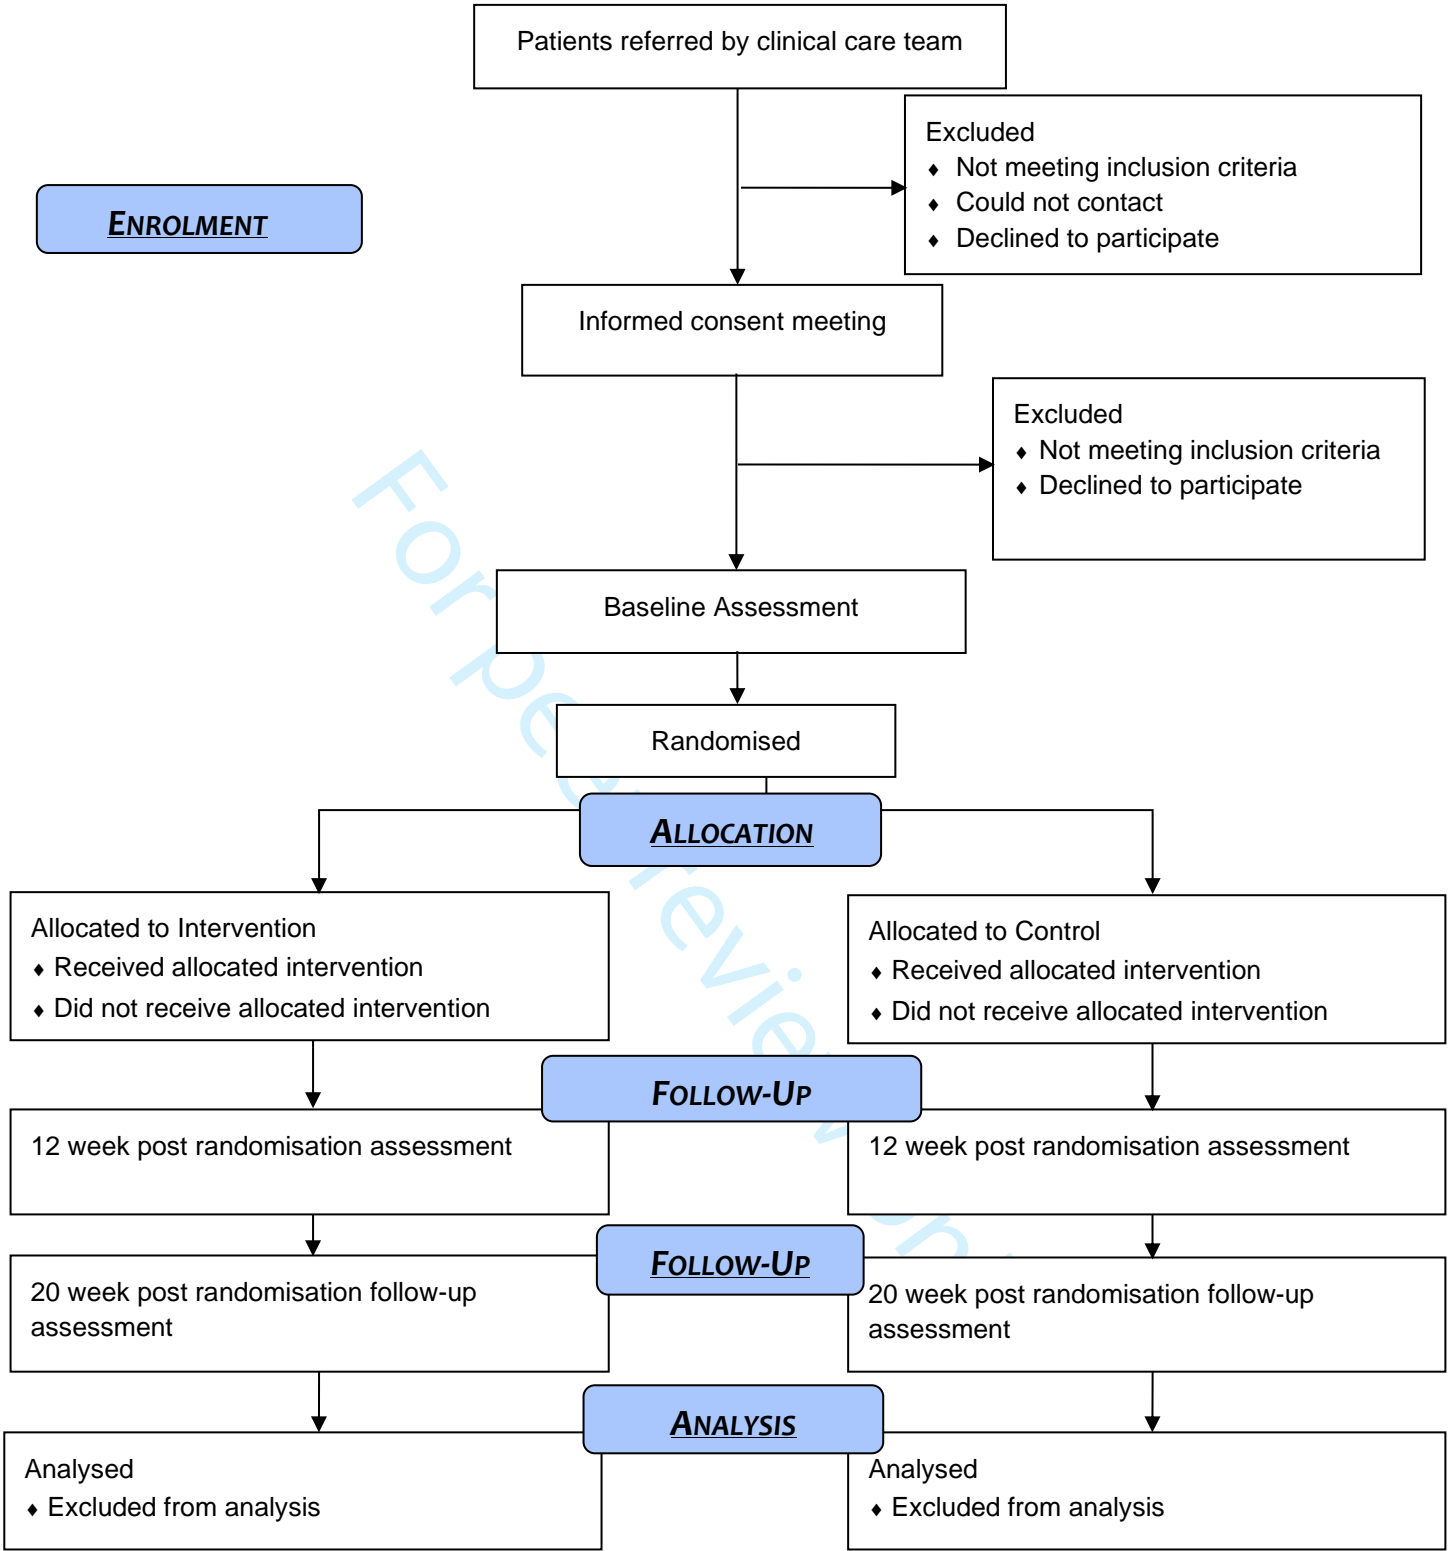 Patients referred by clinical care team
Excluded
♦ Not meeting inclusion criteria
♦ Could not contact
♦ Declined to participate
ENROLMENT
Informed consent meeting
Excluded
♦ Not meeting inclusion criteria
♦ Declined to participate
Baseline Assessment
Randomised
ALLOCATION
Allocated to Intervention
♦ Received allocated intervention
♦ Did not receive allocated intervention
Allocated to Control
♦ Received allocated intervention
♦ Did not receive allocated intervention
FOLLOW-UP
12 week post randomisation assessment
12 week post randomisation assessment
FOLLOW-UP
20 week post randomisation follow-up
assessment
20 week post randomisation follow-up
assessment
ANALYSIS
Analysed
♦ Excluded from analysis
Analysed
♦ Excluded from analysis
For peer review